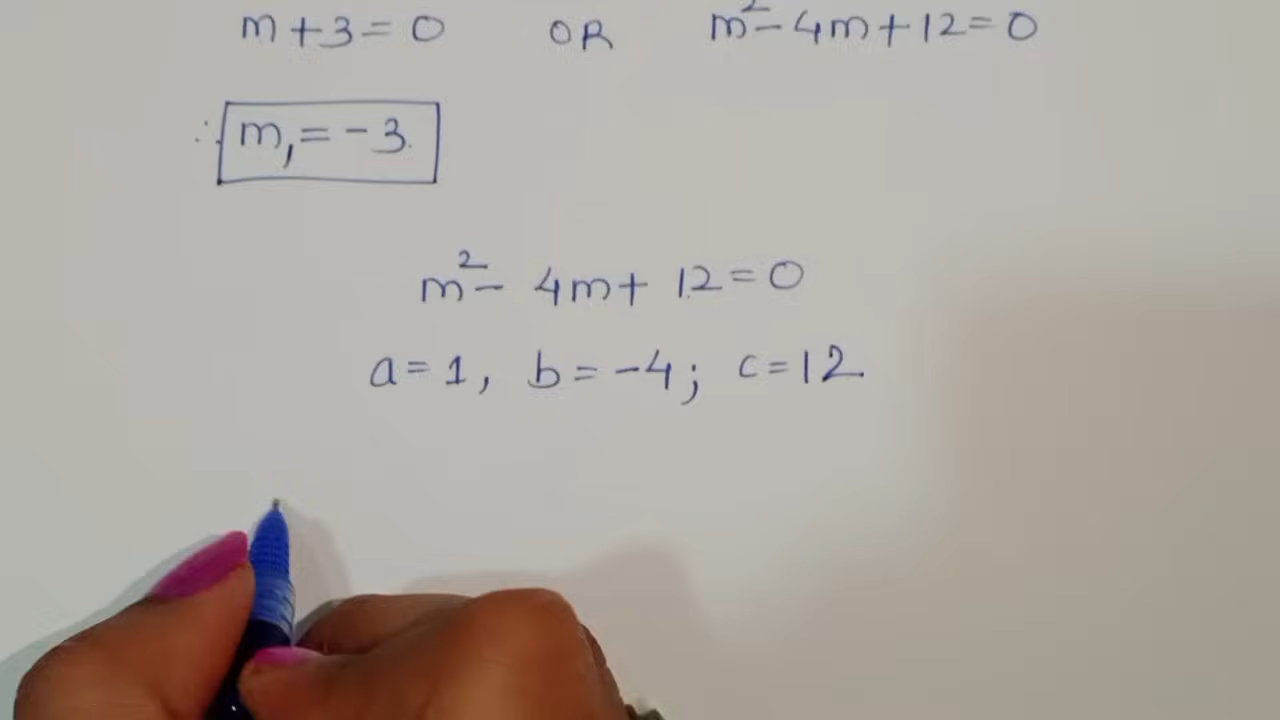 m+3=0 OR m²-4m+12=0
∴ m₁=-3.
m²- 4m+ 12=0
a=1, b=-4; c=12